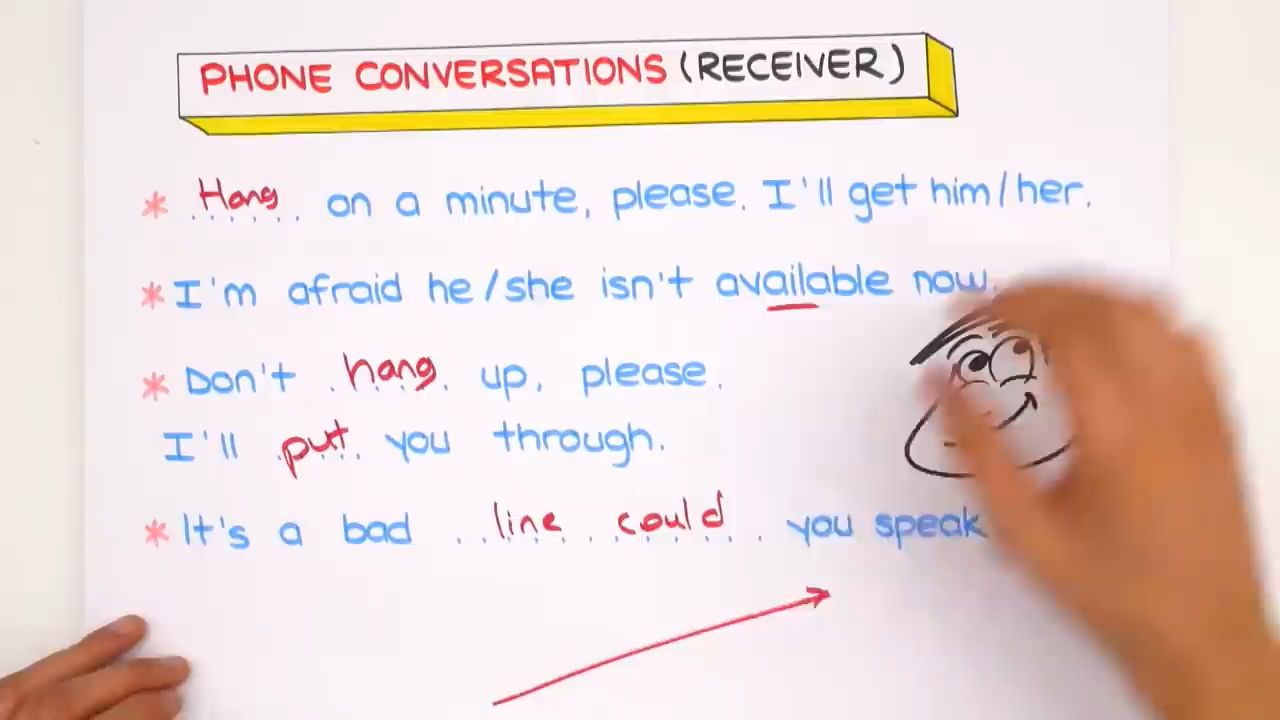 PHONE CONVERSATIONS (RECEIVER)
* Hang on a minute, please. I'll get him/her.
* I'm afraid he/she isn't available now.
* Don't hang up, please.
I'll put you through.
* It's a bad line could you speak